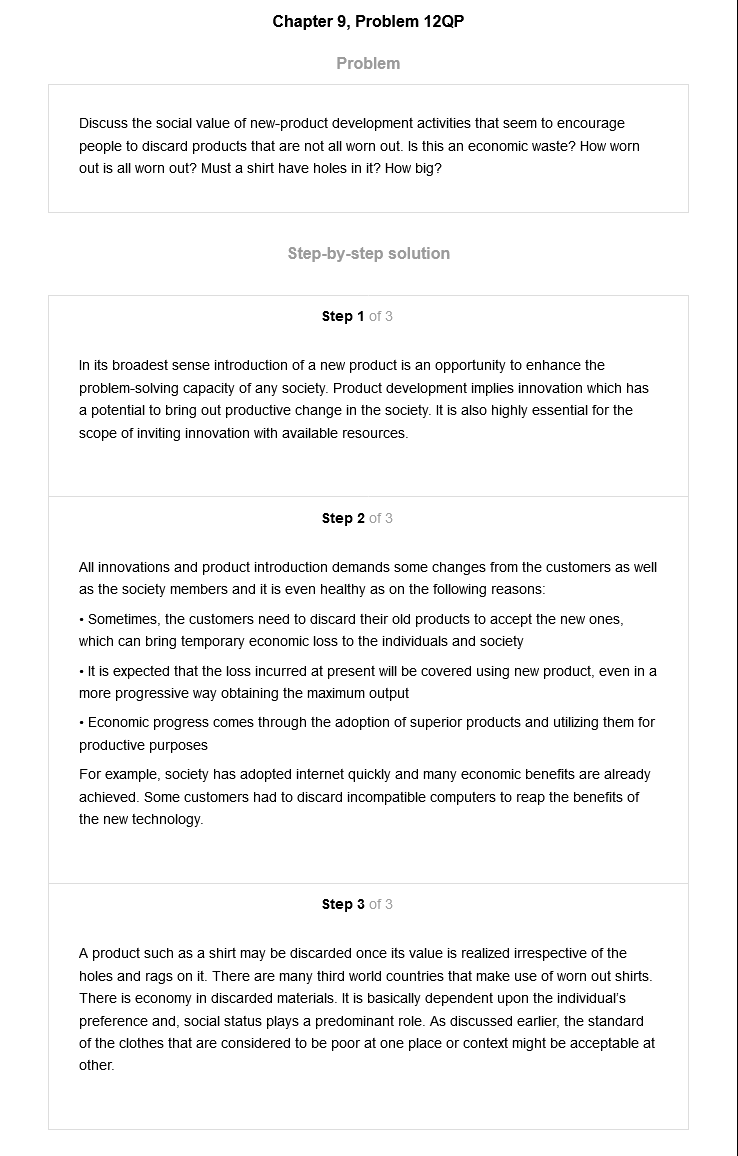 Chapter 9, Problem 12QP
Problem
Discuss the social value of new-product development activities that seem to encourage
people to discard products that are not all worn out. Is this an economic waste? How worn
out is all worn out? Must a shirt have holes in it? How big?
Step-by-step solution
Step 1 of 3
In its broadest sense introduction of a new product is an opportunity to enhance the
problem-solving capacity of any society. Product development implies innovation which has
a potential to bring out productive change in the society. It is also highly essential for the
scope of inviting innovation with available resources.
Step 2 of 3
All innovations and product introduction demands some changes from the customers as well
as the society members and it is even healthy as on the following reasons:
• Sometimes, the customers need to discard their old products to accept the new ones,
which can bring temporary economic loss to the individuals and society
• It is expected that the loss incurred at present will be covered using new product, even in a
more progressive way obtaining the maximum output
• Economic progress comes through the adoption of superior products and utilizing them for
productive purposes
For example, society has adopted internet quickly and many economic benefits are already
achieved. Some customers had to discard incompatible computers to reap the benefits of
the new technology.
Step 3 of 3
A product such as a shirt may be discarded once its value is realized irrespective of the
holes and rags on it. There are many third world countries that make use of worn out shirts.
There is economy in discarded materials. It is basically dependent upon the individual's
preference and, social status plays a predominant role. As discussed earlier, the standard
of the clothes that are considered to be poor at one place or context might be acceptable at
other.